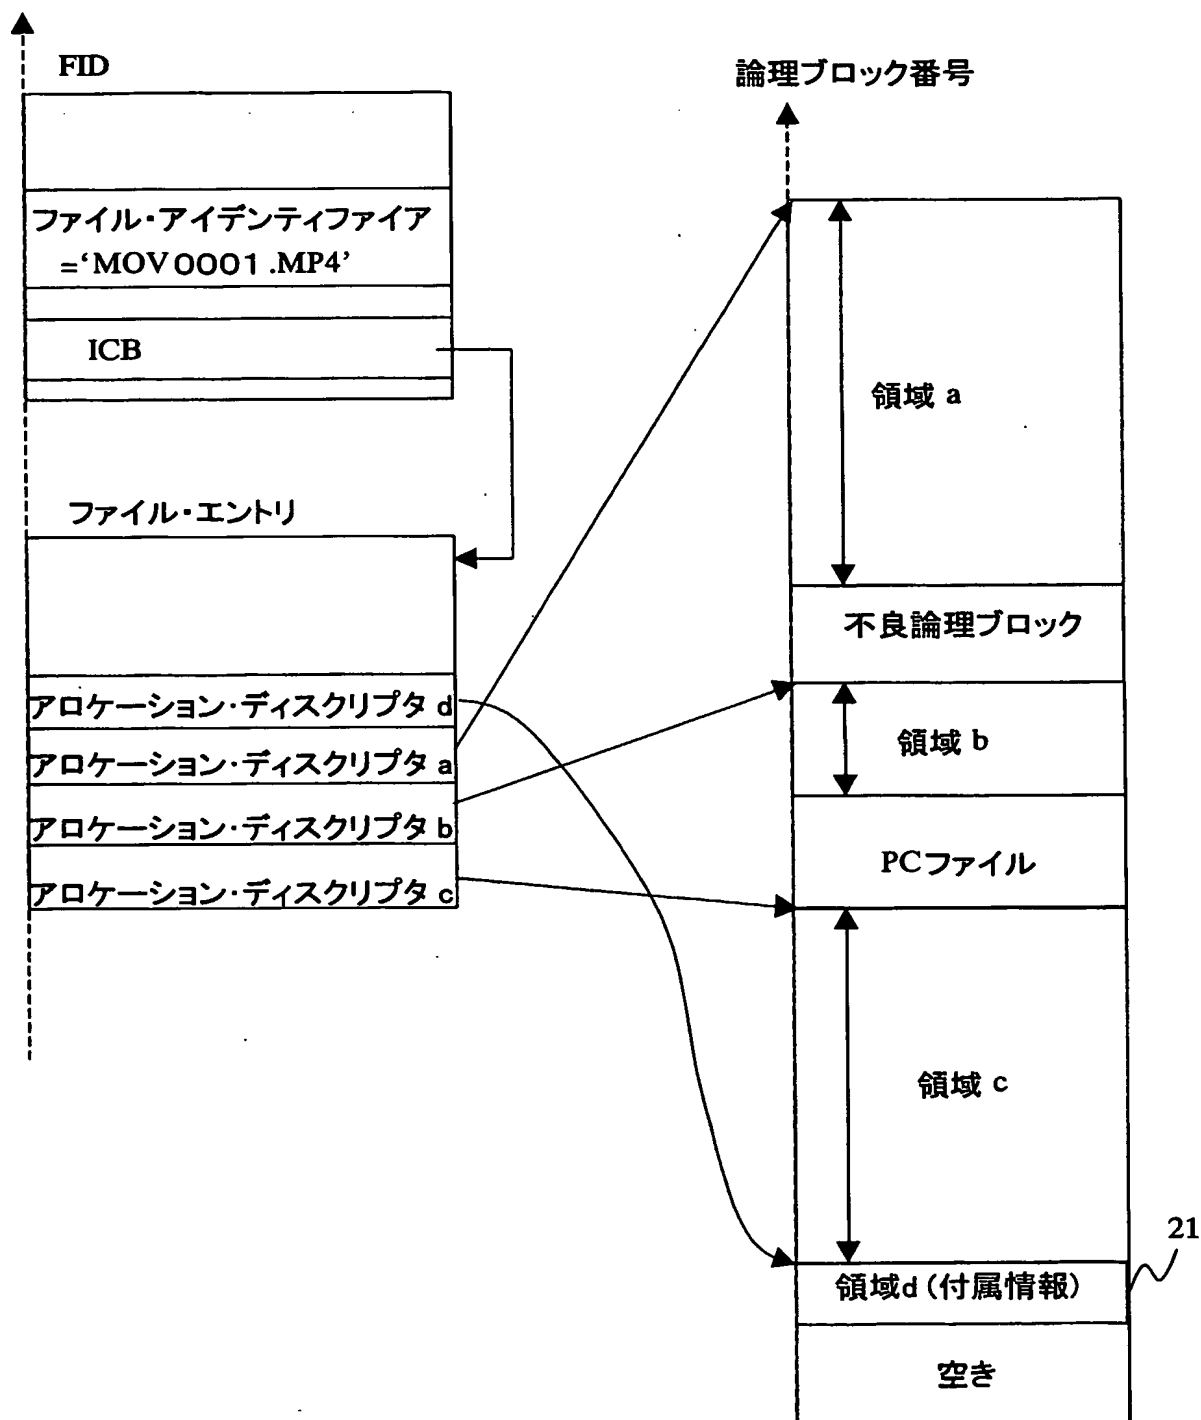 FID
ファイル・アイデンティファイア
=‘MOV0001.MP4’
ICB
ファイル・エントリ
アロケーション・ディスクリプタ d
アロケーション・ディスクリプタ a
アロケーション・ディスクリプタ b
アロケーション・ディスクリプタ c
論理ブロック番号
領域 a
不良論理ブロック
領域 b
PCファイル
領域 c
領域d(付属情報)
21
空き